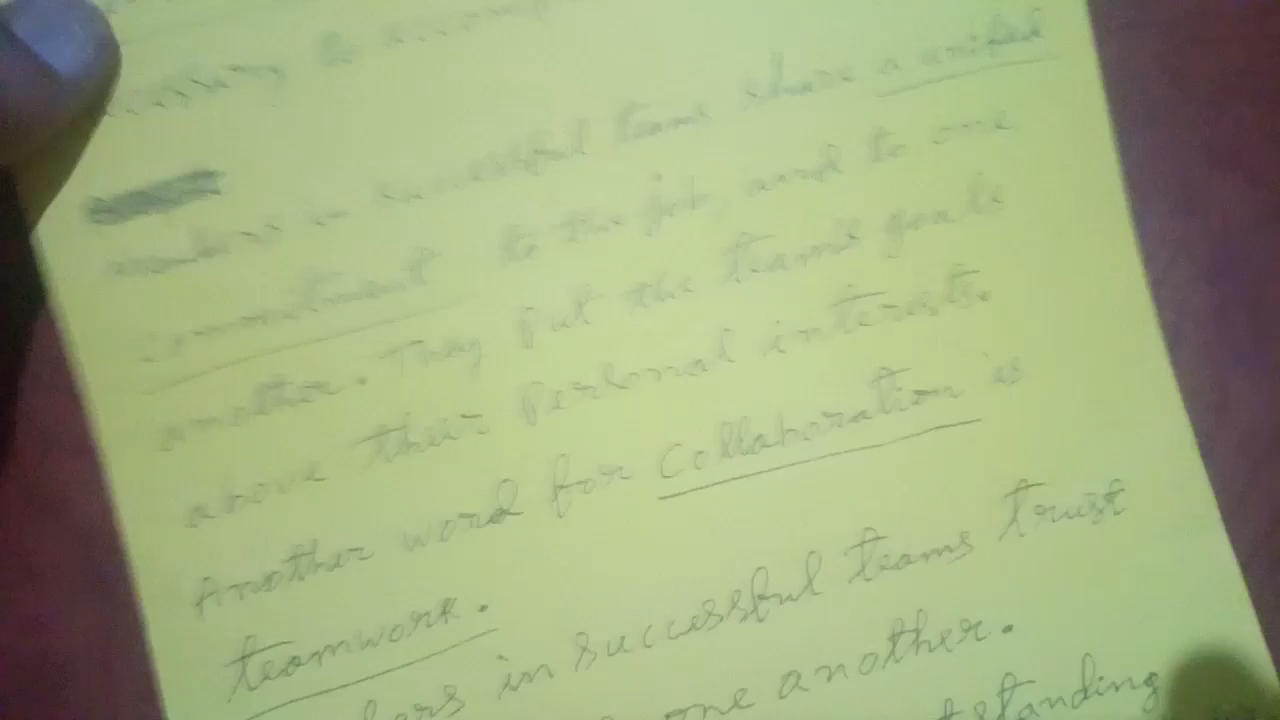 members in successful teams share a unified
commitment to the job, and to one
another. They put the team's goals
above their personal interests.
Another word for collaboration is
teamwork.
in successful teams trust
one another.